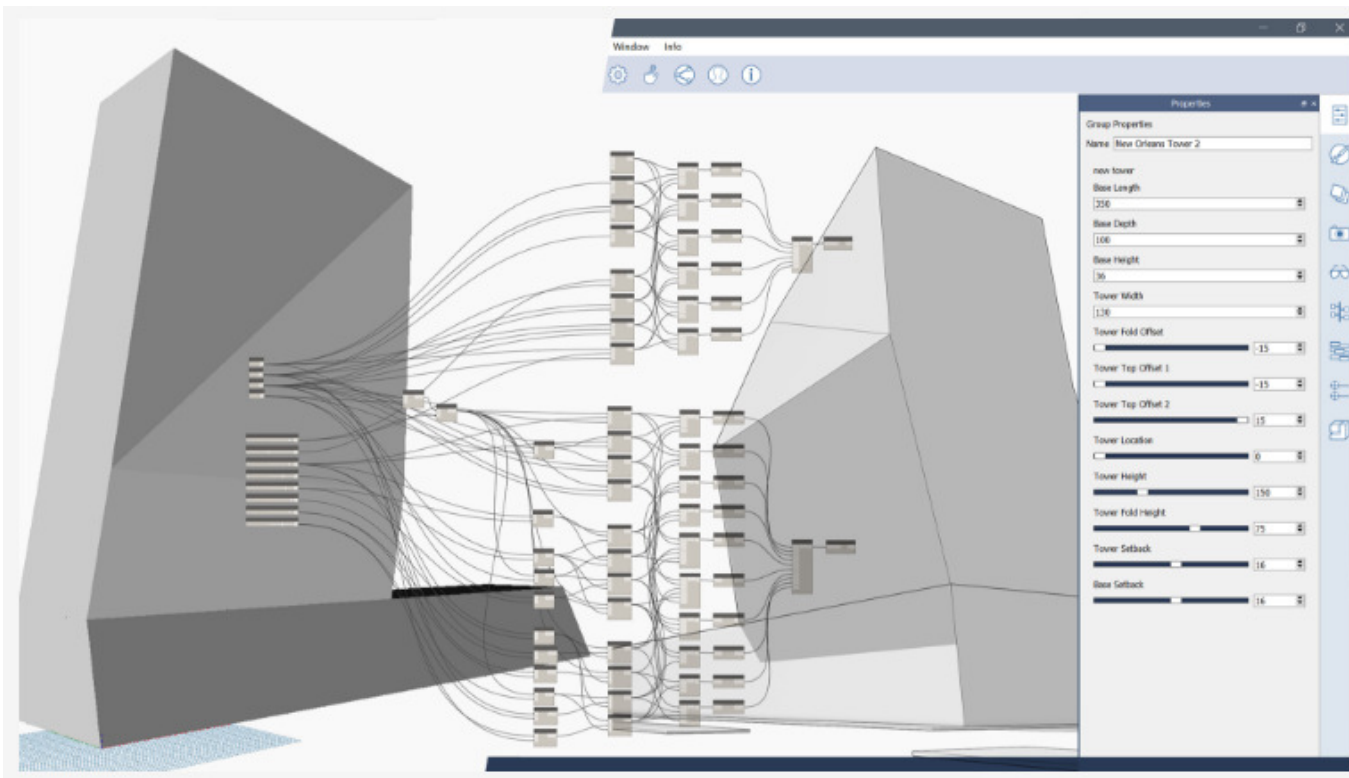 Window Info
Properties
Group Properties
Name New Orleans Tower 2
new tower
Base Length
350
Base Depth
100
Base Height
36
Tower Width
130
Tower Fold Offset
-15
Tower Top Offset 1
-15
Tower Top Offset 2
15
Tower Location
0
Tower Height
150
Tower Fold Height
75
Tower Setback
16
Base Setback
16